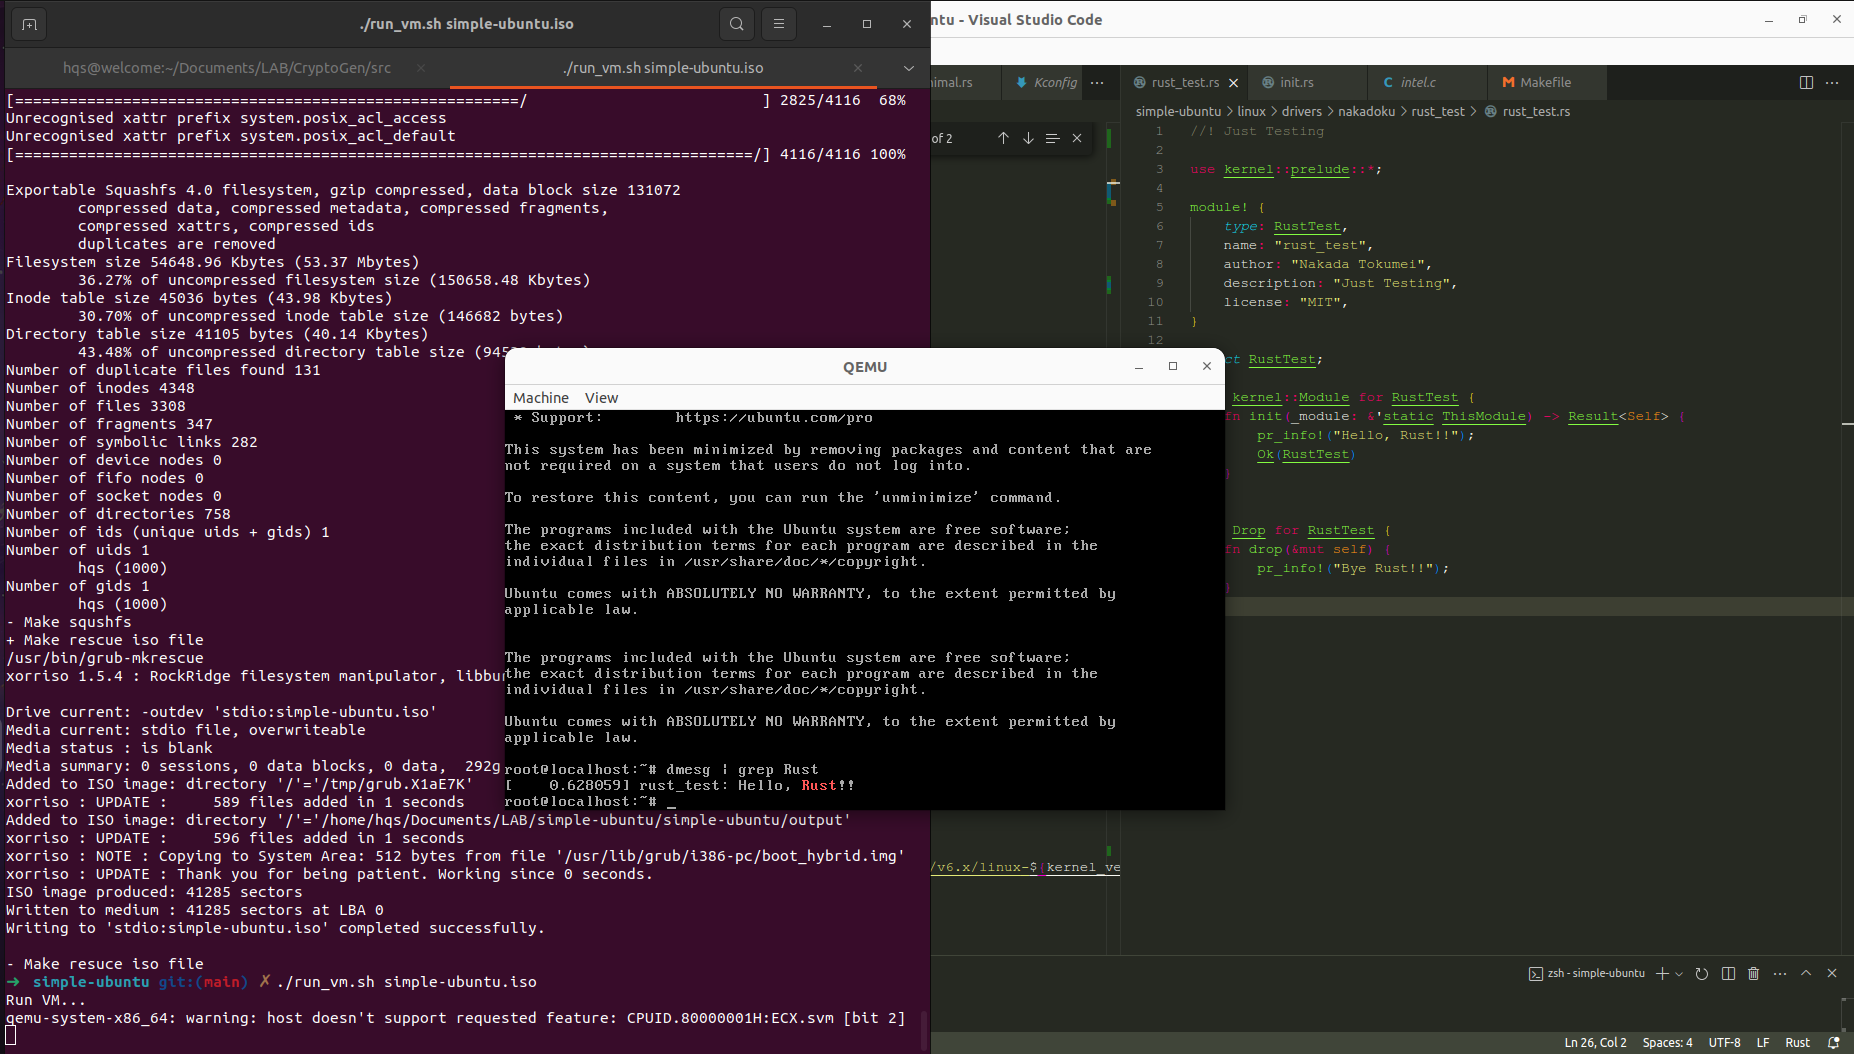 ./run_vm.sh simple-ubuntu.iso
hqs@welcome:~/Documents/LAB/CryptoGen/src
./run_vm.sh simple-ubuntu.iso
[=========================================================/ ] 2825/4116 68%
Unrecognised xattr prefix system.posix_acl_access
Unrecognised xattr prefix system.posix_acl_default
[==================================================================================/] 4116/4116 100%
Exportable Squashfs 4.0 filesystem, gzip compressed, data block size 131072
compressed data, compressed metadata, compressed fragments,
compressed xattrs, compressed ids
duplicates are removed
Filesystem size 54648.96 Kbytes (53.37 Mbytes)
36.27% of uncompressed filesystem size (150658.48 Kbytes)
Inode table size 45036 bytes (43.98 Kbytes)
30.70% of uncompressed inode table size (146682 bytes)
Directory table size 41105 bytes (40.14 Kbytes)
43.48% of uncompressed directory table size
Number of duplicate files found 131
Number of inodes 4348
Number of files 3308
Number of fragments 347
Number of symbolic links 282
Number of device nodes 0
Number of fifo nodes 0
Number of socket nodes 0
Number of directories 758
Number of ids (unique uids + gids) 1
Number of uids 1
hqs (1000)
Number of gids 1
hqs (1000)
- Make squshfs
+ Make rescue iso file
/usr/bin/grub-mkrescue
xorriso 1.5.4 : RockRidge filesystem manipulator, libbur
Drive current: -outdev 'stdio:simple-ubuntu.iso'
Media current: stdio file, overwriteable
Media status : is blank
Media summary: 0 sessions, 0 data blocks, 0 data, 292g
Added to ISO image: directory '/'='/tmp/grub.X1aE7K'
xorriso : UPDATE : 589 files added in 1 seconds
Added to ISO image: directory '/'='/home/hqs/Documents/LAB/simple-ubuntu/simple-ubuntu/output'
xorriso : UPDATE : 596 files added in 1 seconds
xorriso : NOTE : Copying to System Area: 512 bytes from file '/usr/lib/grub/i386-pc/boot_hybrid.img'
xorriso : UPDATE : Thank you for being patient. Working since 0 seconds.
ISO image produced: 41285 sectors
Written to medium : 41285 sectors at LBA 0
Writing to 'stdio:simple-ubuntu.iso' completed successfully.
- Make resuce iso file
→ simple-ubuntu git:(main) ✗ ./run_vm.sh simple-ubuntu.iso
Run VM...
qemu-system-x86_64: warning: host doesn't support requested feature: CPUID.80000001H:ECX.svm [bit 2]
QEMU
Machine View
* Support: https://ubuntu.com/pro
This system has been minimized by removing packages and content that are
not required on a system that users do not log into.
To restore this content, you can run the 'unminimize' command.
The programs included with the Ubuntu system are free software;
the exact distribution terms for each program are described in the
individual files in /usr/share/doc/*/copyright.
Ubuntu comes with ABSOLUTELY NO WARRANTY, to the extent permitted by
applicable law.
The programs included with the Ubuntu system are free software;
the exact distribution terms for each program are described in the
individual files in /usr/share/doc/*/copyright.
Ubuntu comes with ABSOLUTELY NO WARRANTY, to the extent permitted by
applicable law.
root@localhost:~# dmesg | grep Rust
[ 0.628059] rust_test: Hello, Rust!!
root@localhost:~# _
ntu - Visual Studio Code
nimal.rs Kconfig ··· rust_test.rs init.rs intel.c Makefile
of 2
simple-ubuntu > linux > drivers > nakadoku > rust_test > rust_test.rs
1 //! Just Testing
2
3 use kernel::prelude::*;
4
5 module! {
6 type: RustTest,
7 name: "rust_test",
8 author: "Nakada Tokumei",
9 description: "Just Testing",
10 license: "MIT",
11 }
12
ct RustTest;
kernel::Module for RustTest {
fn init(_module: &'static ThisModule) -> Result<Self> {
pr_info!("Hello, Rust!!");
Ok(RustTest)
}
Drop for RustTest {
fn drop(&mut self) {
pr_info!("Bye Rust!!");
}
/v6.x/linux-${kernel_ve
zsh - simple-ubuntu
Ln 26, Col 2 Spaces: 4 UTF-8 LF Rust